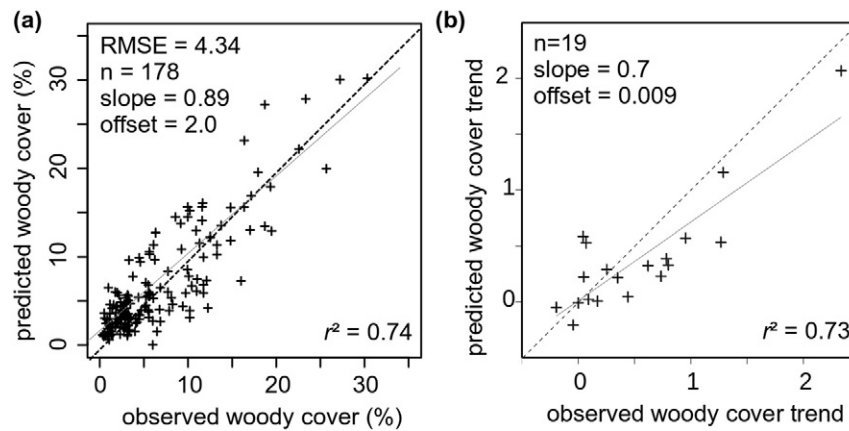 (a)
RMSE = 4.34
n = 178
slope = 0.89
offset = 2.0
r² = 0.74
predicted woody cover (%)
0
10
20
30
0
10
20
30
observed woody cover (%)
(b)
n=19
slope = 0.7
offset = 0.009
r² = 0.73
predicted woody cover trend
0
1
2
0
1
2
observed woody cover trend